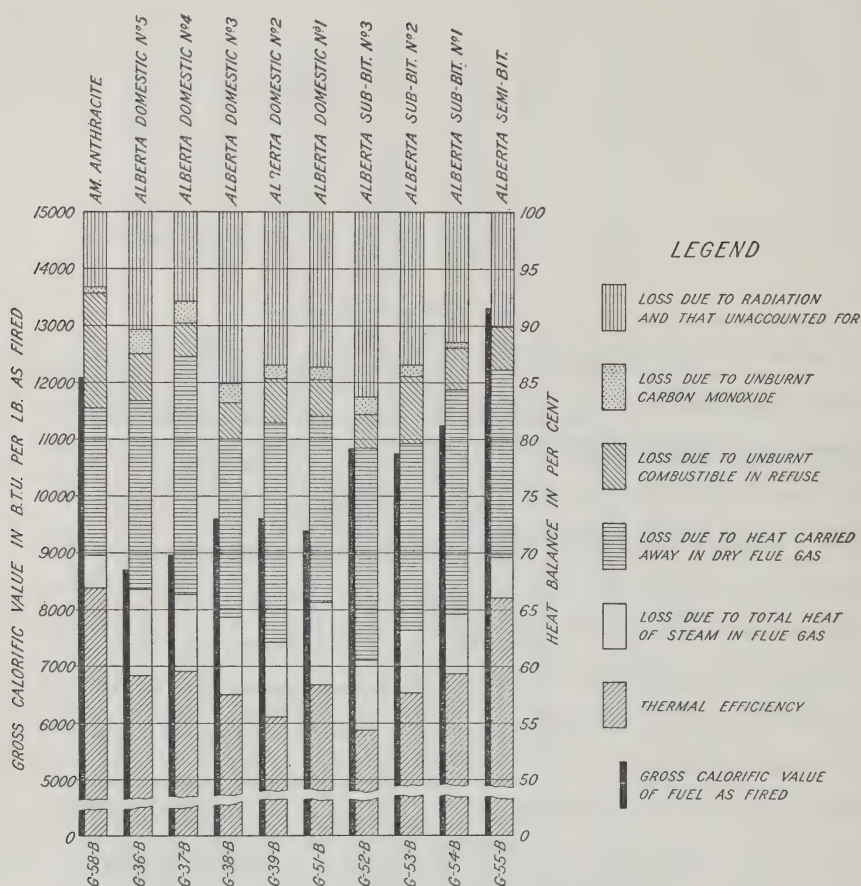 AM. ANTHRACITE
ALBERTA DOMESTIC Nº5
ALBERTA DOMESTIC Nº4
ALBERTA DOMESTIC Nº3
ALBERTA DOMESTIC Nº2
ALBERTA DOMESTIC Nº1
ALBERTA SUB-BIT. Nº3
ALBERTA SUB-BIT. Nº2
ALBERTA SUB-BIT. Nº1
ALBERTA SEMI-BIT.
GROSS CALORIFIC VALUE IN B.T.U. PER LB. AS FIRED
15000
14000
13000
12000
11000
10000
9000
8000
7000
6000
5000
0
100
95
90
85
80
75
70
65
60
55
50
0
HEAT BALANCE IN PER CENT
G-58-B
G-36-B
G-37-B
G-38-B
G-39-B
G-51-B
G-52-B
G-53-B
G-54-B
G-55-B
LEGEND
LOSS DUE TO RADIATION
AND THAT UNACCOUNTED FOR
LOSS DUE TO UNBURNT
CARBON MONOXIDE
LOSS DUE TO UNBURNT
COMBUSTIBLE IN REFUSE
LOSS DUE TO HEAT CARRIED
AWAY IN DRY FLUE GAS
LOSS DUE TO TOTAL HEAT
OF STEAM IN FLUE GAS
THERMAL EFFICIENCY
GROSS CALORIFIC VALUE
OF FUEL AS FIRED